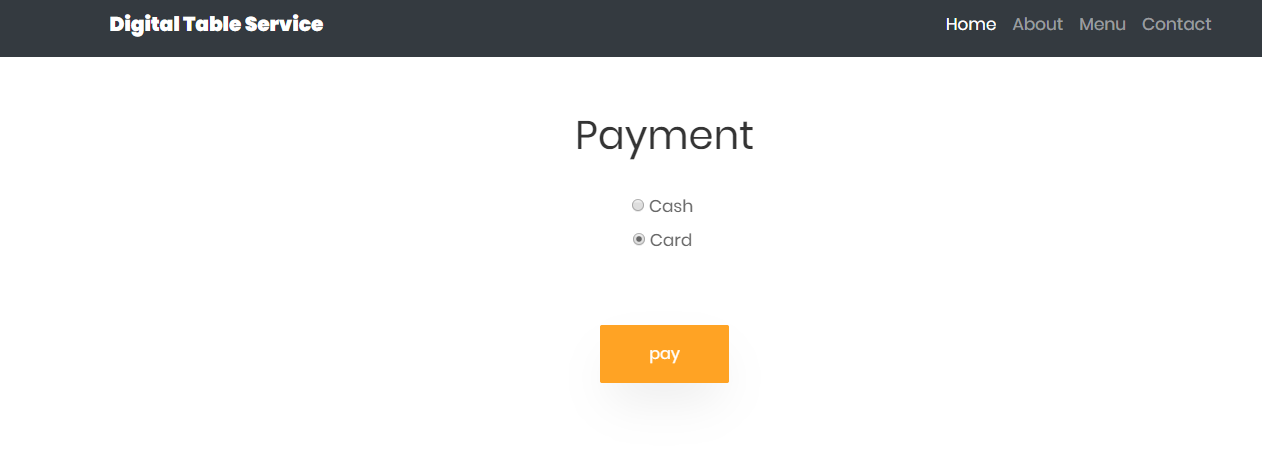 Digital Table Service
Home About Menu Contact
Payment
Cash
Card
pay